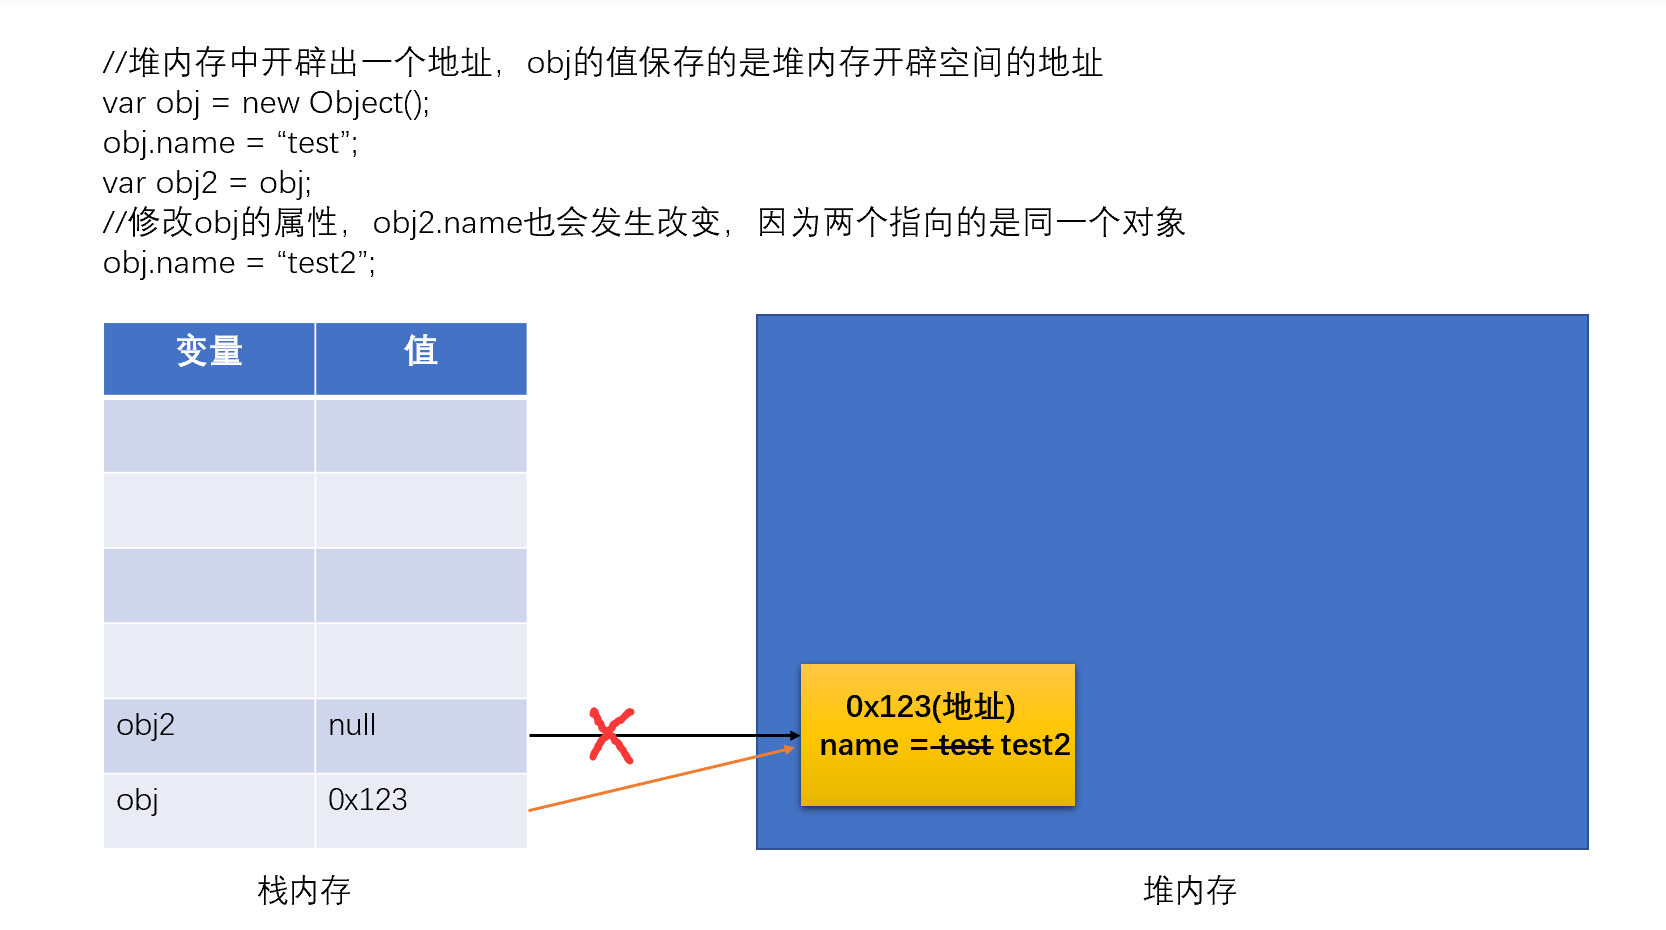 //堆内存中开辟出一个地址，obj的值保存的是堆内存开辟空间的地址
var obj = new Object();
obj.name = “test”;
var obj2 = obj;
//修改obj的属性，obj2.name也会发生改变，因为两个指向的是同一个对象
obj.name = “test2”;
变量 值
obj2 null
obj 0x123
0x123(地址)
name = test test2
栈内存
堆内存